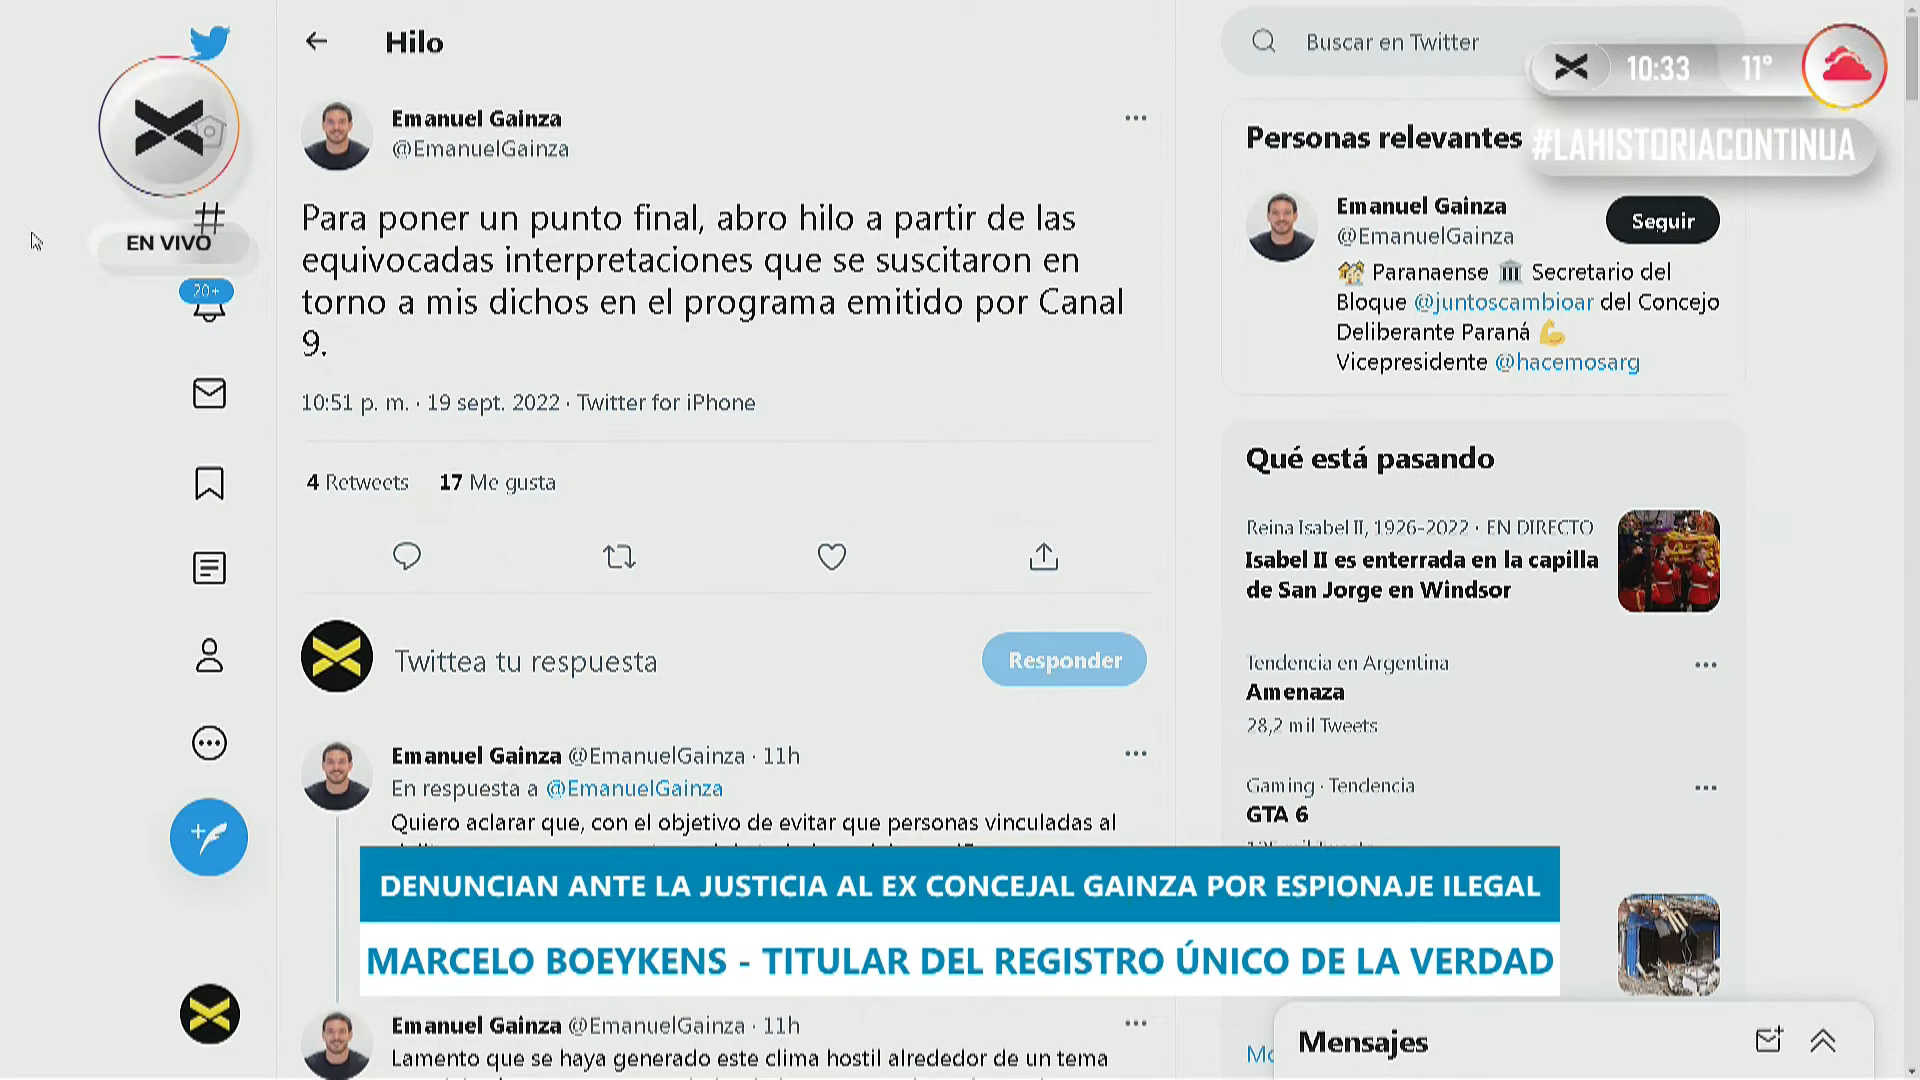 Hilo
Emanuel Gainza
@EmanuelGainza
Para poner un punto final, abro hilo a partir de las
equivocadas interpretaciones que se suscitaron en
torno a mis dichos en el programa emitido por Canal
9.
10:51 p. m. · 19 sept. 2022 · Twitter for iPhone
4 Retweets 17 Me gusta
Twittea tu respuesta
Responder
Emanuel Gainza @EmanuelGainza · 11h
En respuesta a @EmanuelGainza
Quiero aclarar que, con el objetivo de evitar que personas vinculadas al
Emanuel Gainza @EmanuelGainza · 11h
Lamento que se haya generado este clima hostil alrededor de un tema
EN VIVO
20+
Buscar en Twitter
10:33 11°
#LAHISTORIACONTINUA
Personas relevantes
Emanuel Gainza
@EmanuelGainza
Seguir
Paranaense Secretario del
Bloque @juntoscambioar del Concejo
Deliberante Paraná
Vicepresidente @hacemosarg
Qué está pasando
Reina Isabel II, 1926-2022 · EN DIRECTO
Isabel II es enterrada en la capilla
de San Jorge en Windsor
Tendencia en Argentina
Amenaza
28,2 mil Tweets
Gaming · Tendencia
GTA 6
DENUNCIAN ANTE LA JUSTICIA AL EX CONCEJAL GAINZA POR ESPIONAJE ILEGAL
MARCELO BOEYKENS - TITULAR DEL REGISTRO ÚNICO DE LA VERDAD
Mensajes